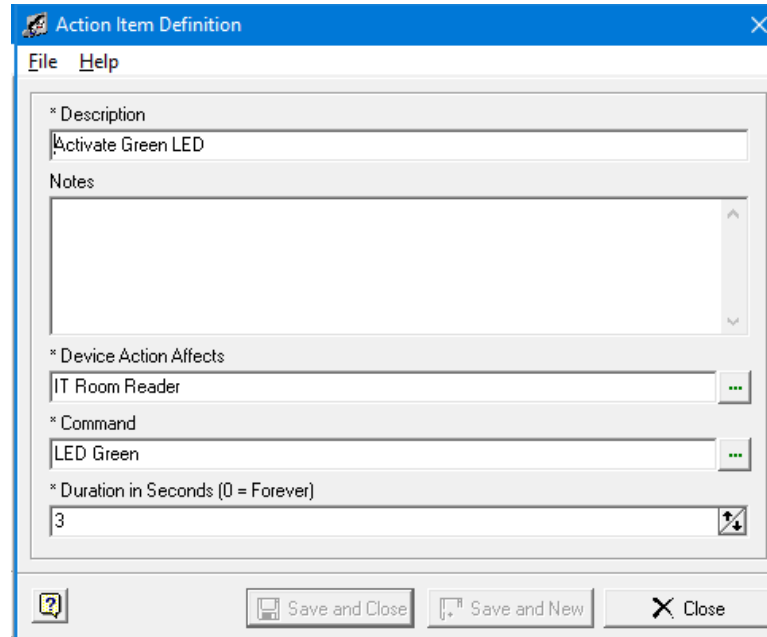 Action Item Definition
File Help
* Description
Activate Green LED
Notes
* Device Action Affects
IT Room Reader
...
* Command
LED Green
...
* Duration in Seconds (0 = Forever)
3
? Save and Close Save and New Close